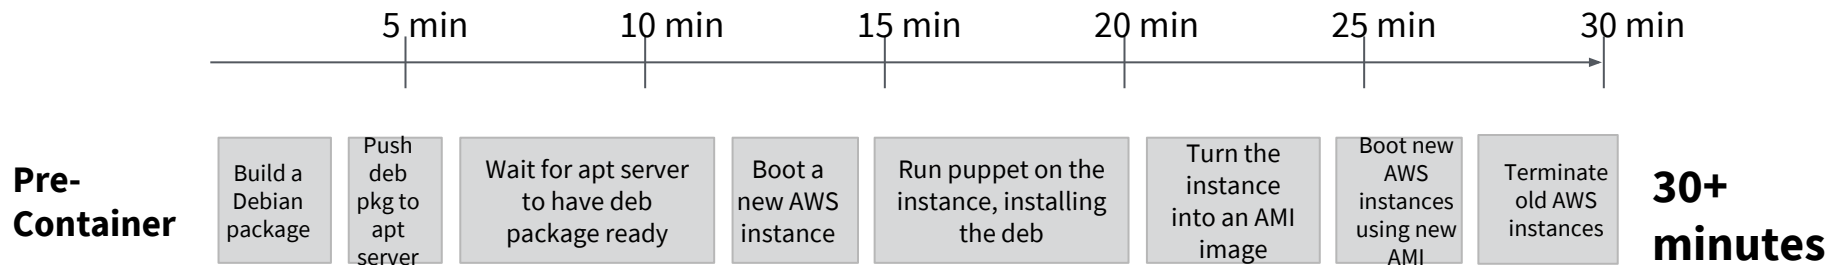 5 min 10 min 15 min 20 min 25 min 30 min
Pre-
Container
Build a
Debian
package
Push
deb
pkg to
apt
server
Wait for apt server
to have deb
package ready
Boot a
new AWS
instance
Run puppet on the
instance, installing
the deb
Turn the
instance
into an AMI
image
Boot new
AWS
instances
using new
AMI
Terminate
old AWS
instances
30+
minutes